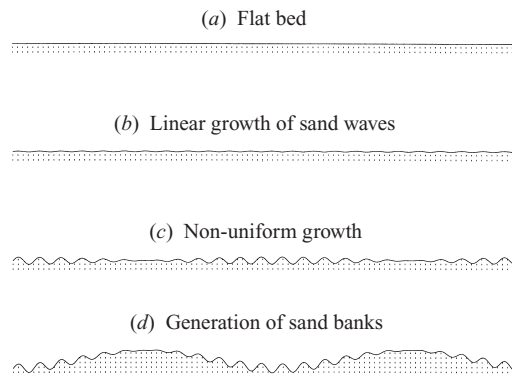 (a) Flat bed
(b) Linear growth of sand waves
(c) Non-uniform growth
(d) Generation of sand banks